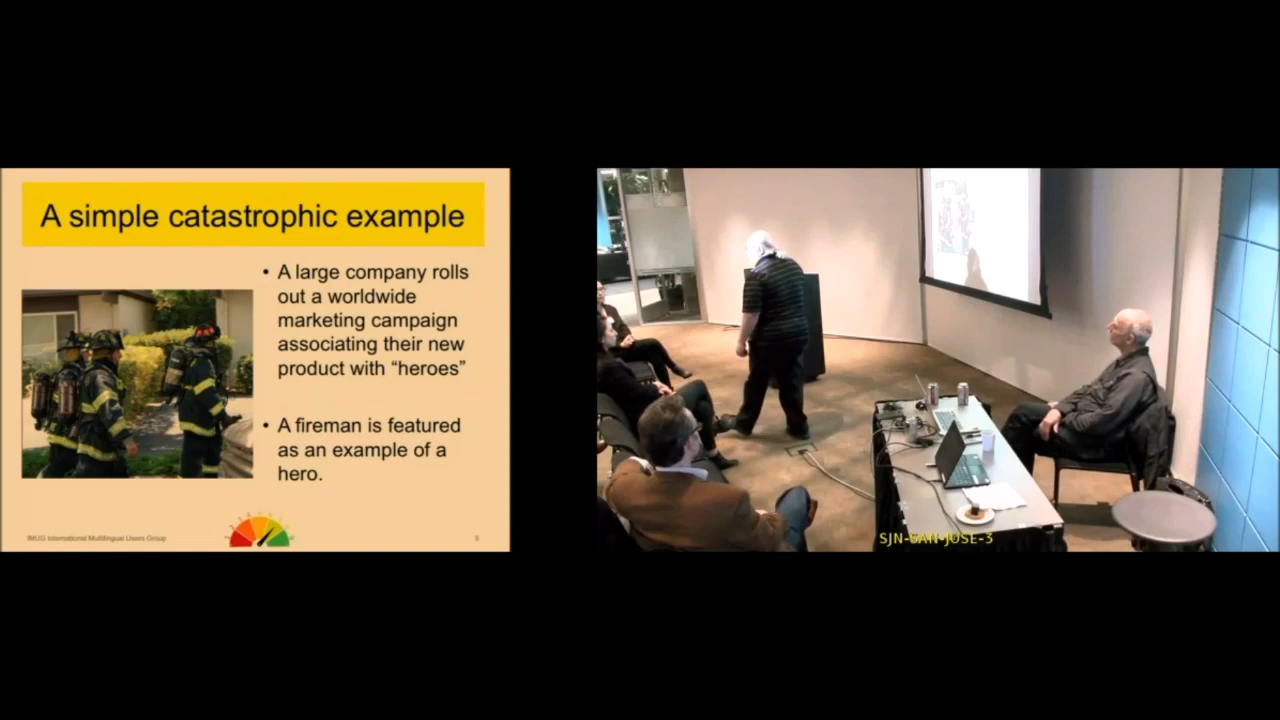 A simple catastrophic example
• A large company rolls
out a worldwide
marketing campaign
associating their new
product with “heroes”
• A fireman is featured
as an example of a
hero.
IMUG International Multilingual Users Group
SJN-SAN-JOSE-3